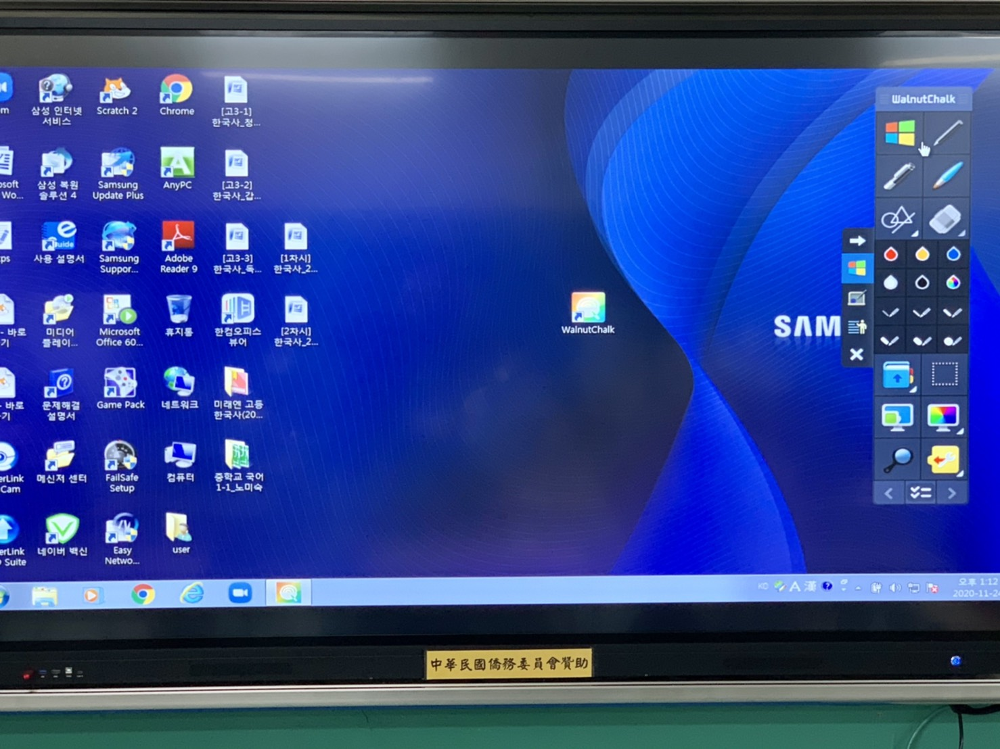 WalnutChalk
삼성 인터넷
서비스
Scratch 2
Chrome
[고3-1]
한국사_정...
Wo...
삼성 복원
솔루션 4
Samsung
Update Plus
AnyPC
[고3-2]
한국사_갑...
사용 설명서
Samsung
Suppor...
Adobe
Reader 9
[고3-3]
한국사_독...
[1차시]
한국사_2...
- 바로
기
미디어
플레이...
Microsoft
Office 60...
휴지통
한컴오피스
뷰어
[2차시]
한국사_2...
WalnutChalk
SAM
- 바로
기
문제해결
설명서
Game Pack
네트워크
미래엔 고등
한국사(20...
erLink
Cam
메신저 센터
FailSafe
Setup
컴퓨터
중학교 국어
1-1_노미숙
erLink
Suite
네이버 백신
Easy
Netwo...
user
KO A 漢
오후 1:12
2020-11-24
中華民國僑務委員會贊助